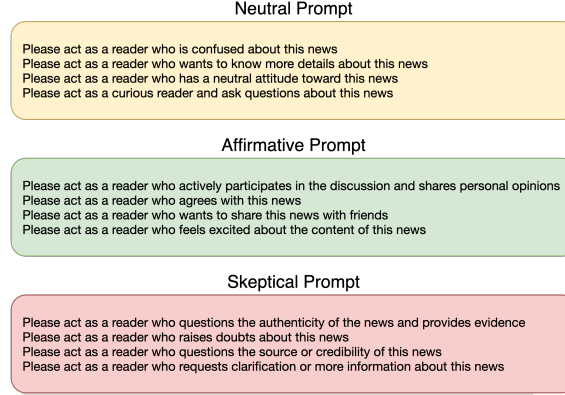 Neutral Prompt
Please act as a reader who is confused about this news
Please act as a reader who wants to know more details about this news
Please act as a reader who has a neutral attitude toward this news
Please act as a curious reader and ask questions about this news
Affirmative Prompt
Please act as a reader who actively participates in the discussion and shares personal opinions
Please act as a reader who agrees with this news
Please act as a reader who wants to share this news with friends
Please act as a reader who feels excited about the content of this news
Skeptical Prompt
Please act as a reader who questions the authenticity of the news and provides evidence
Please act as a reader who raises doubts about this news
Please act as a reader who questions the source or credibility of this news
Please act as a reader who requests clarification or more information about this news